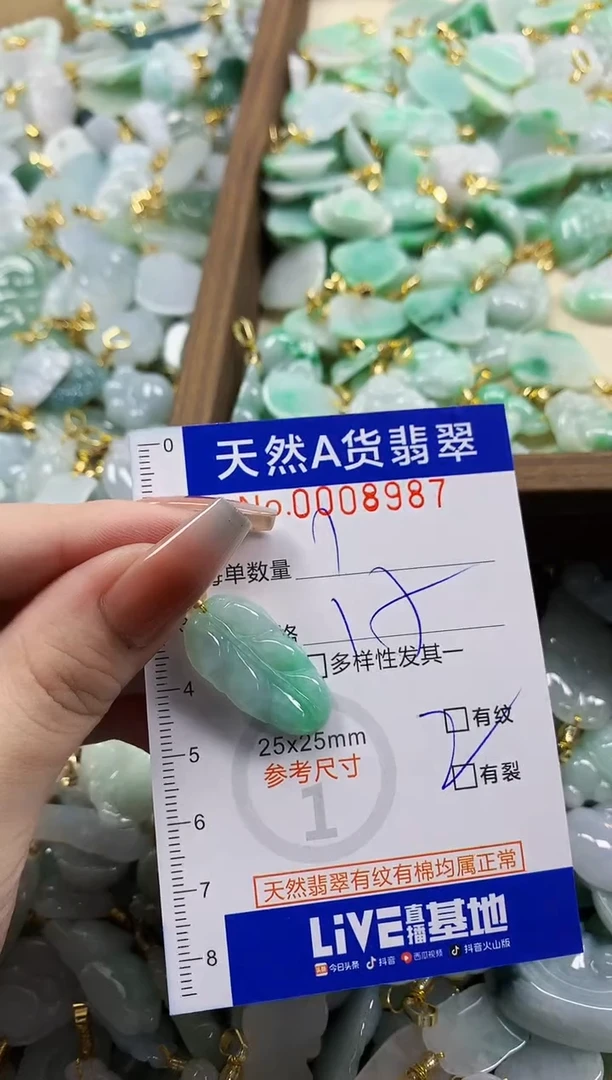 天然A货翡翠
No.0008987
单数量
格
多样性发其一
有纹
25x25mm
参考尺寸
有裂
1
天然翡翠有纹有棉均属正常
LiVE直播基地
今日头条 抖音 西瓜视频 抖音火山版
0
4
5
6
7
8